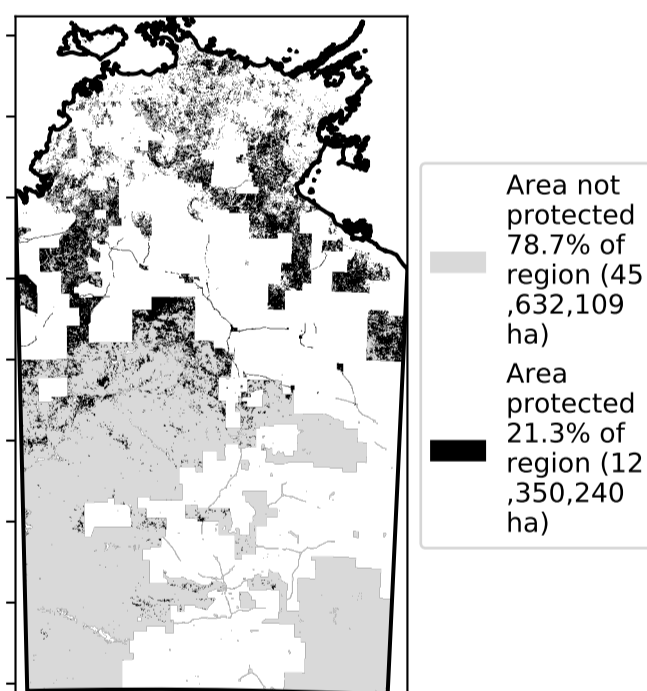 Area not
protected
78.7% of
region (45
,632,109
ha)
Area
protected
21.3% of
region (12
,350,240
ha)